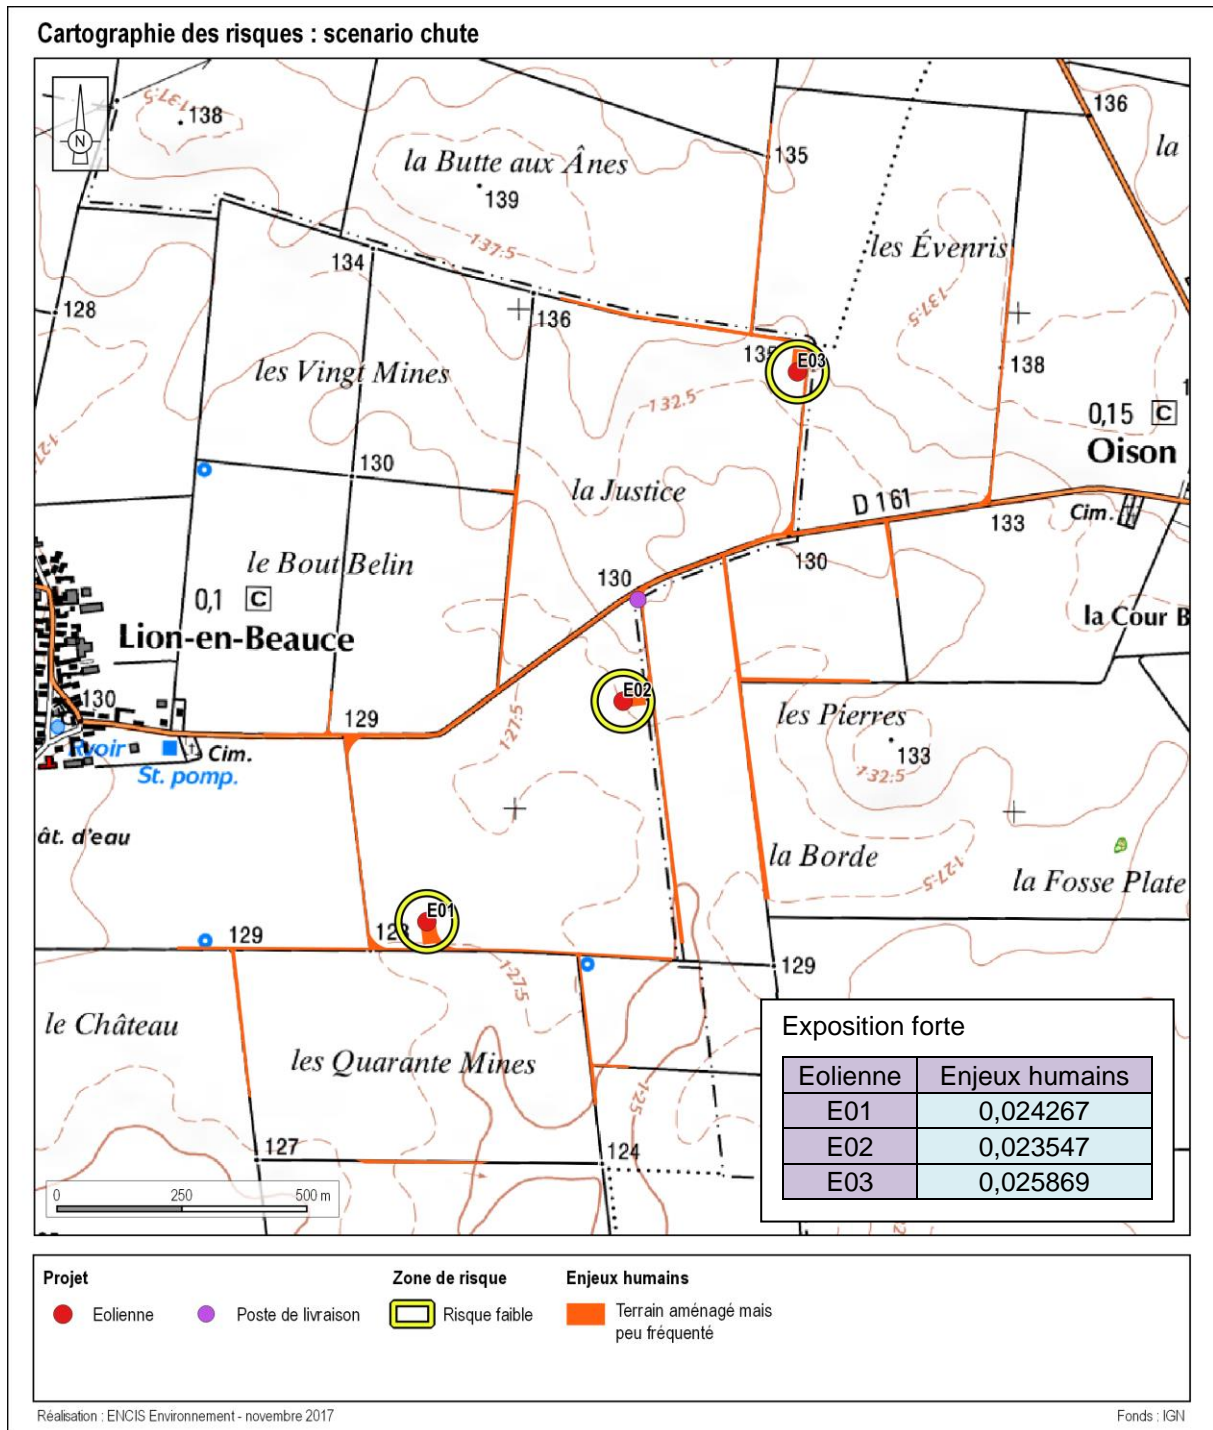 Cartographie des risques : scenario chute
N
137.5
138
136
la
135
la Butte aux Ânes
139
137.5
les Évenris
134
128
136
137.5
135
E03
138
les Vingt Mines
132.5
0,15 C
Oison
130
la Justice
D 161
133
Cim.
130
le Bout Belin
130
0,1 C
Lion-en-Beauce
la Cour B
E02
130
129
127.5
les Pierres
133
132.5
Rvoir
Cim.
St. pomp.
ât. d'eau
la Borde
127.5
la Fosse Plate
E01
129
129
127.5
le Château
les Quarante Mines
125
127
124
Exposition forte
Eolienne Enjeux humains
E01 0,024267
E02 0,023547
E03 0,025869
0 250 500 m
Projet
Eolienne
Poste de livraison
Zone de risque
Risque faible
Enjeux humains
Terrain aménagé mais
peu fréquenté
Réalisation : ENCIS Environnement - novembre 2017
Fonds : IGN